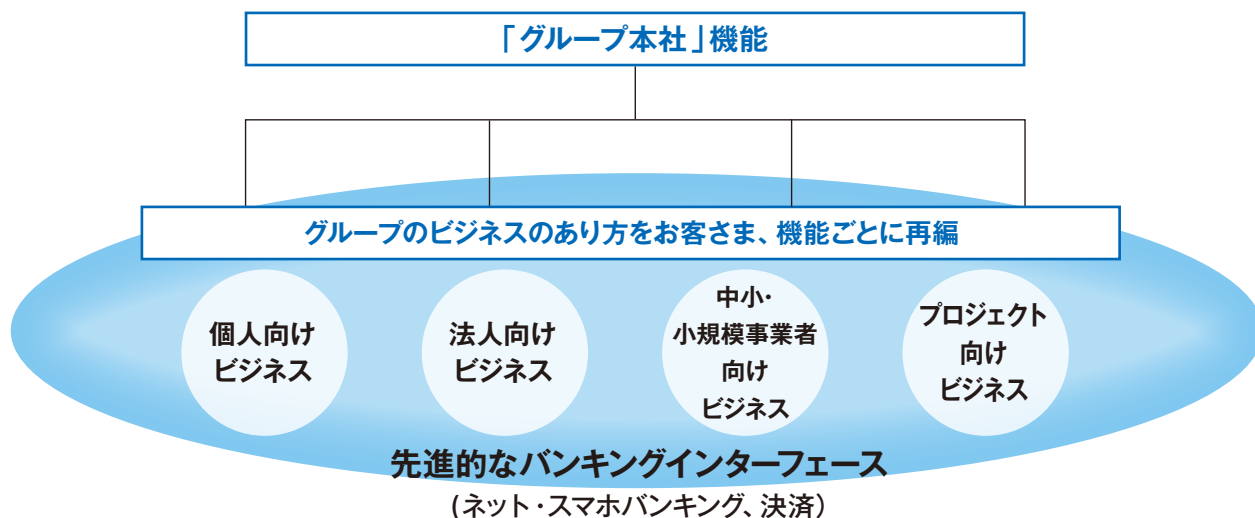 「グループ本社」機能
グループのビジネスのあり方をお客さま、機能ごとに再編
個人向け
ビジネス
法人向け
ビジネス
中小・
小規模事業者
向け
ビジネス
プロジェクト
向け
ビジネス
先進的なバンキングインターフェース
(ネット・スマホバンキング、決済)